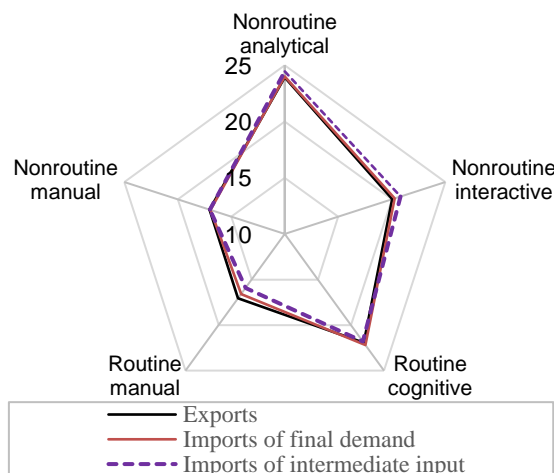 Nonroutine
analytical
25
20
15
10
Nonroutine
manual
Nonroutine
interactive
Routine
manual
Routine
cognitive
Exports
Imports of final demand
Imports of intermediate input